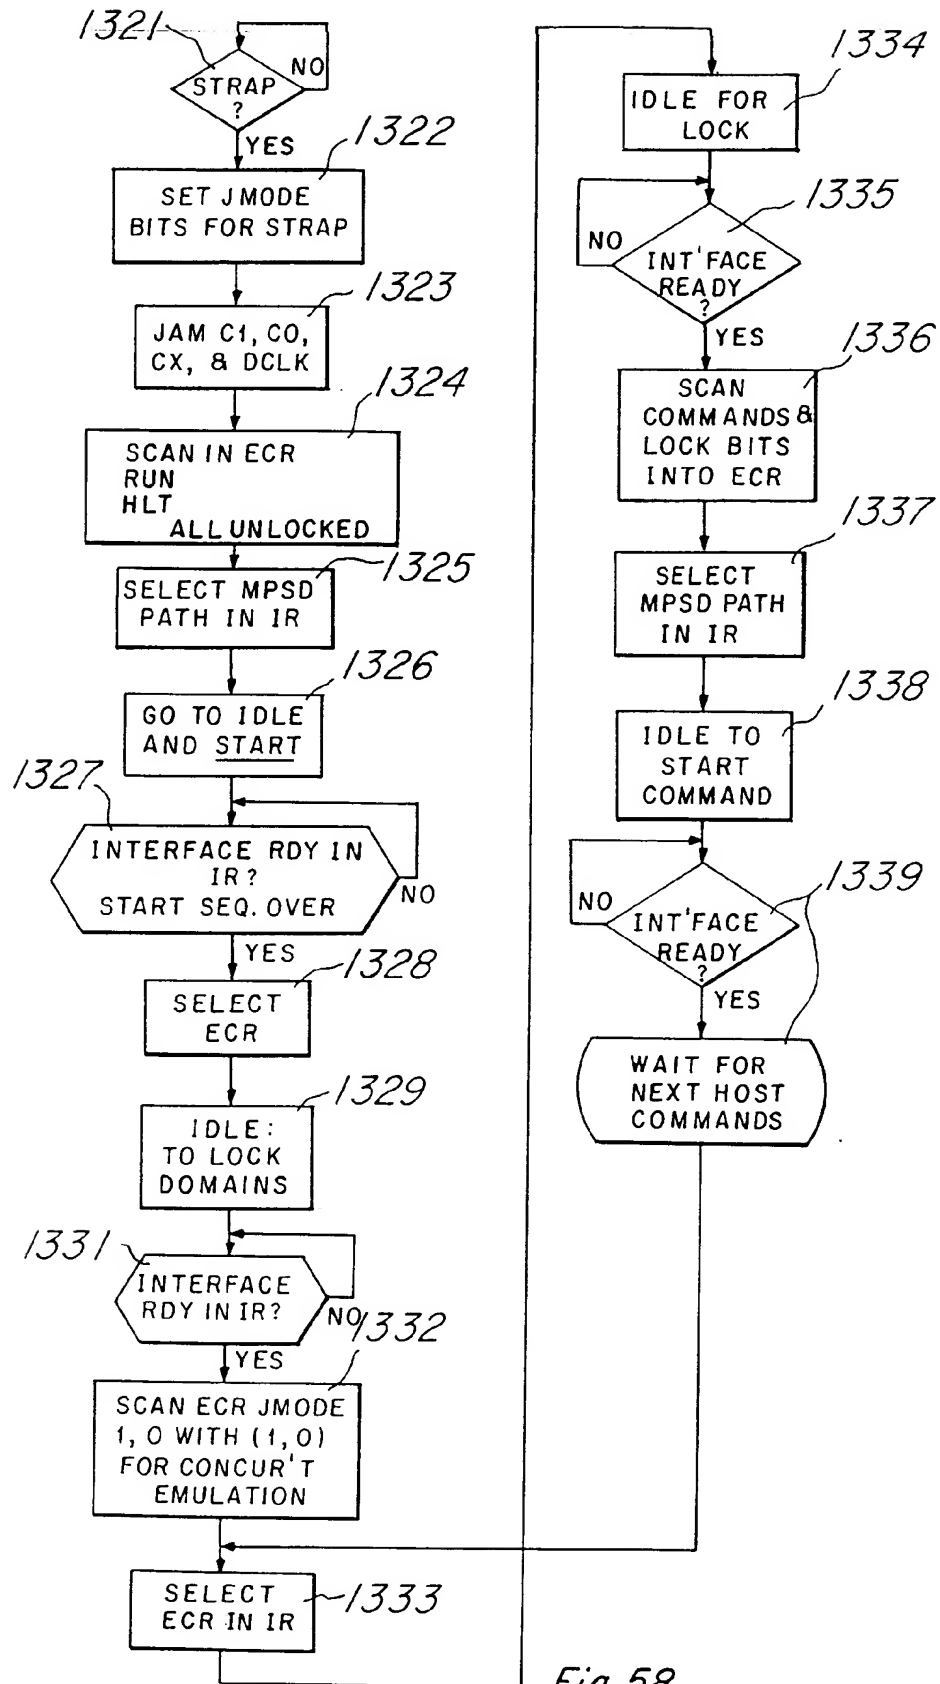 1321
STRAP
?
NO
YES
1322
SET JMODE
BITS FOR STRAP
1323
JAM C1, C0,
CX, & DCLK
1324
SCAN IN ECR
RUN
HLT
ALL UNLOCKED
1325
SELECT MPSD
PATH IN IR
1326
GO TO IDLE
AND START
1327
INTERFACE RDY IN
IR?
START SEQ. OVER
NO
YES
1328
SELECT
ECR
1329
IDLE:
TO LOCK
DOMAINS
1331
INTERFACE
RDY IN IR?
NO
YES
1332
SCAN ECR JMODE
1, 0 WITH (1, 0)
FOR CONCUR'T
EMULATION
1333
SELECT
ECR IN IR
1334
IDLE FOR
LOCK
1335
NO
INT'FACE
READY
?
YES
1336
SCAN
COMMANDS &
LOCK BITS
INTO ECR
1337
SELECT
MPSD PATH
IN IR
1338
IDLE TO
START
COMMAND
1339
NO
INT'FACE
READY
?
YES
WAIT FOR
NEXT HOST
COMMANDS
Fig. 58